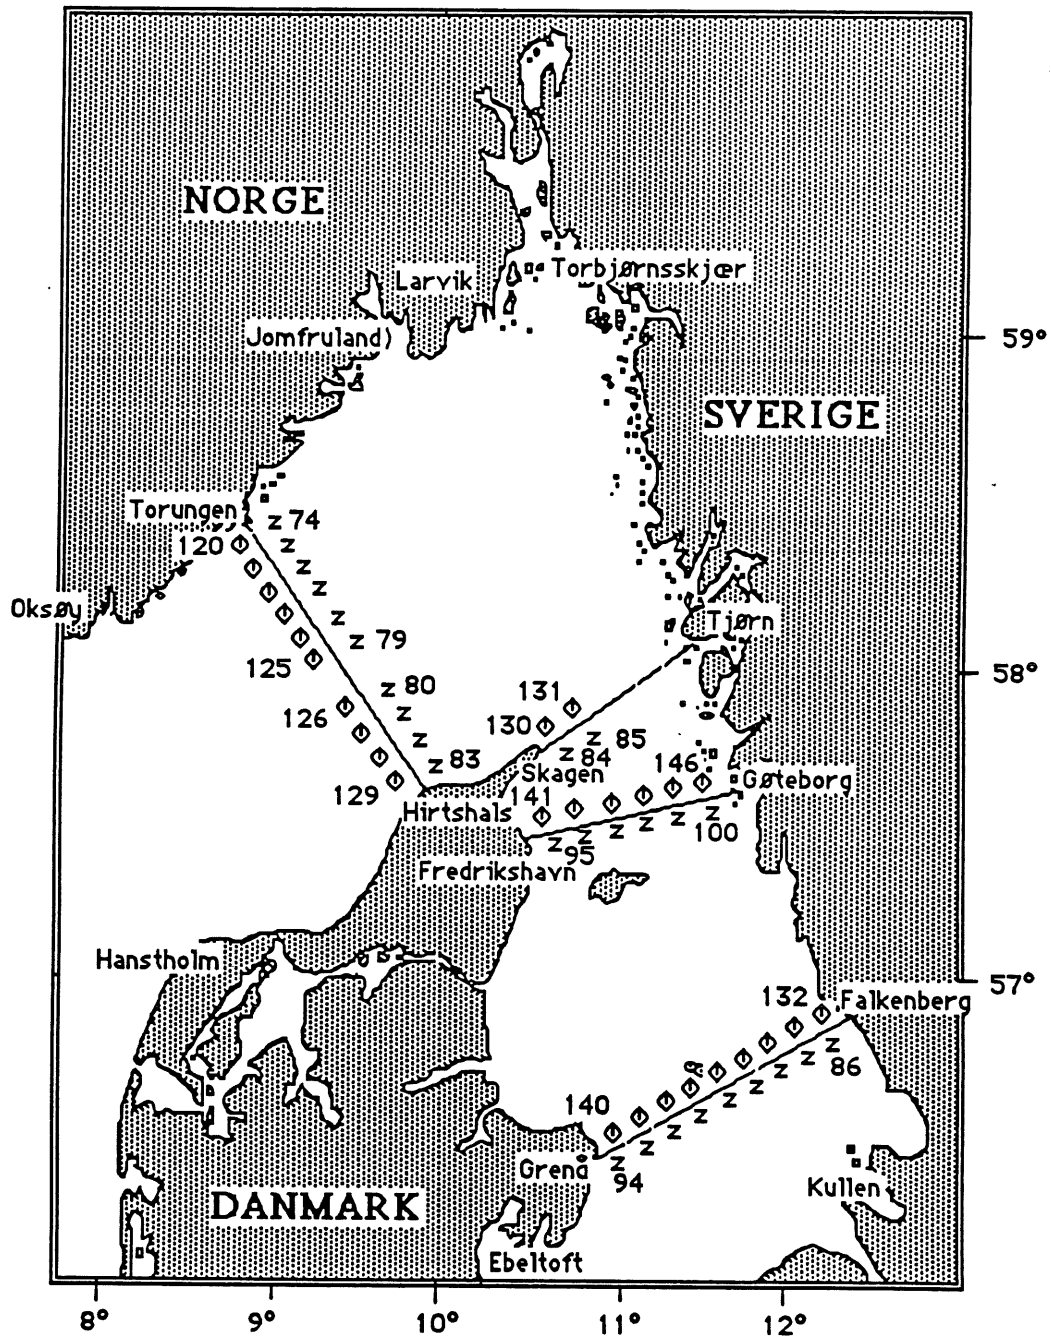 NORGE
Larvik
Torbjørnsskjær
Jomfruland)
59°
SVERIGE
Torungen
z 74
120
Oksøy
Tjørn
z 79
125
58°
z 80
131
126
130
z 85
z 84
z 83
Skagen
146
Gøteborg
129
141
Hirtshals
100
95
Fredrikshavn
Hanstholm
57°
132
Falkenberg
86
140
Grenå
94
Kullen
DANMARK
Ebeltoft
8°
9°
10°
11°
12°